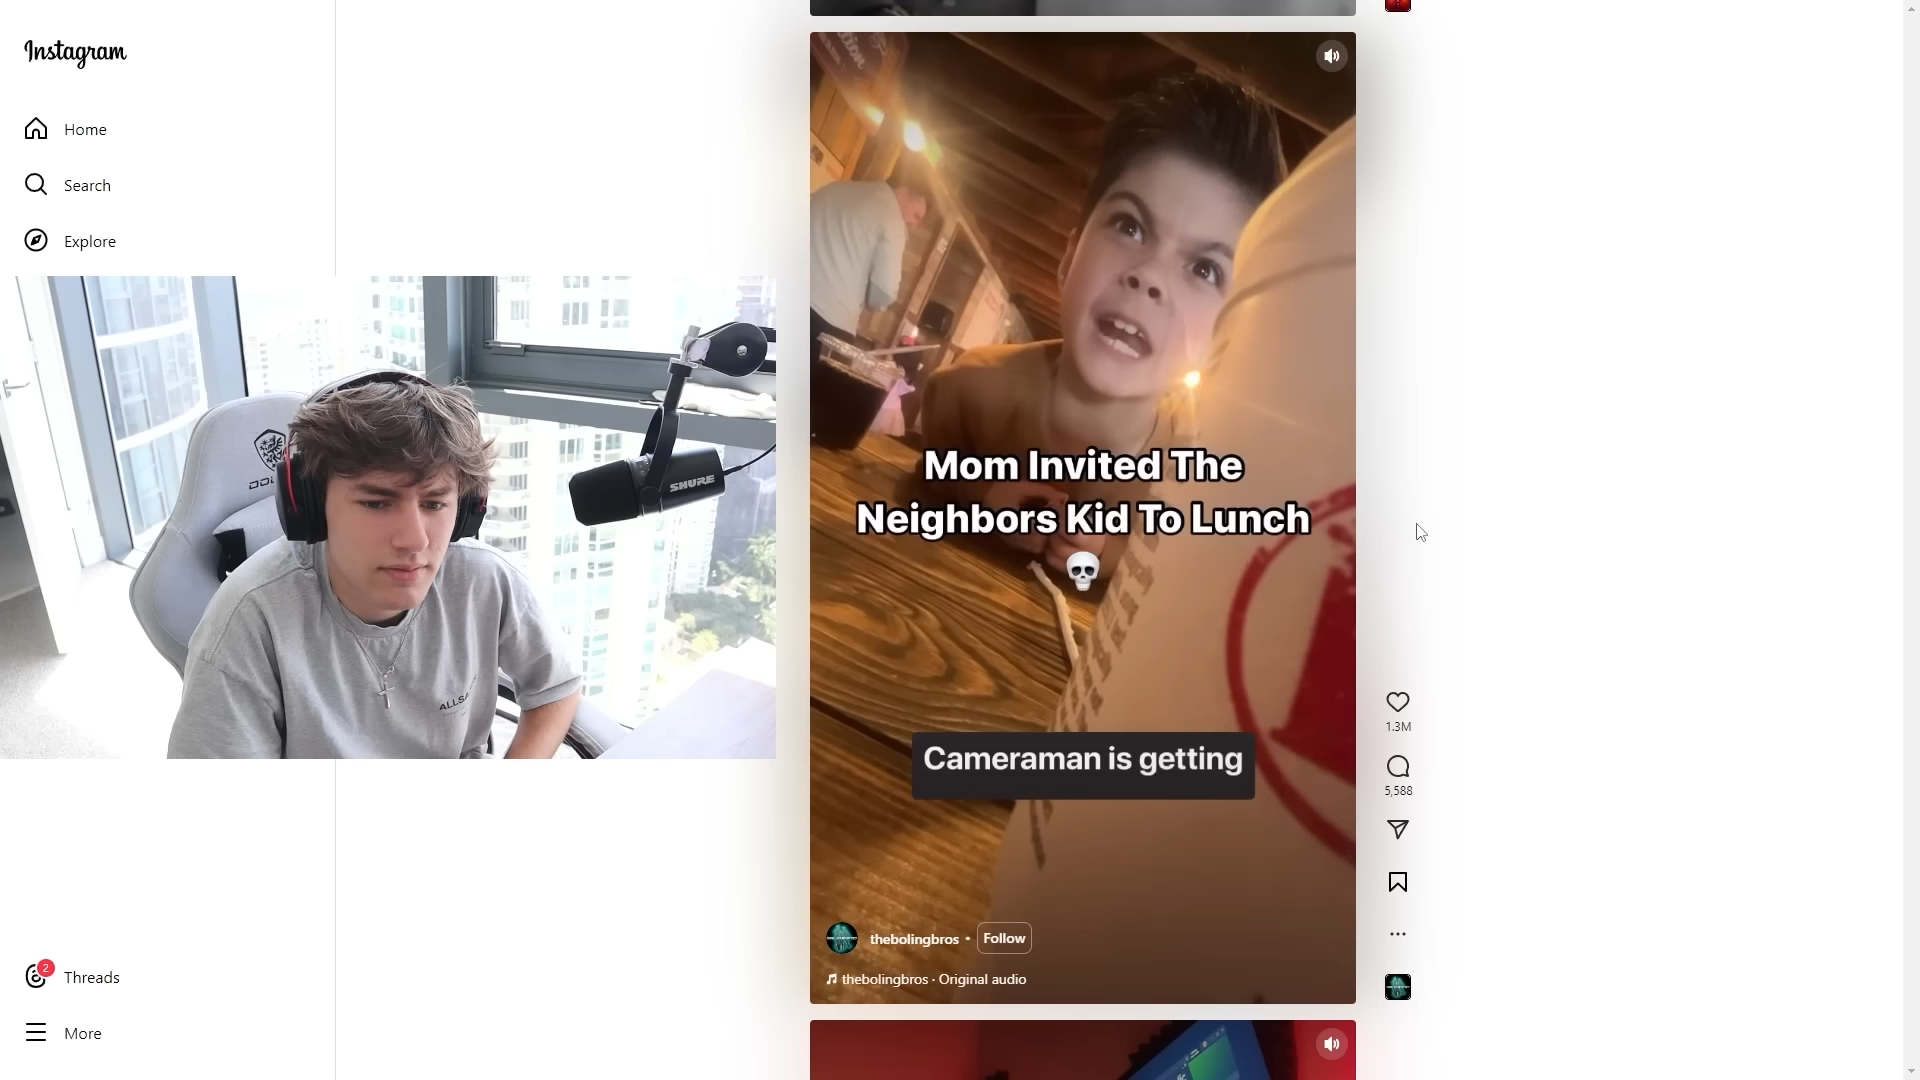 Instagram
Home
Search
Explore
SHURE
Mom Invited The
Neighbors Kid To Lunch
Cameraman is getting
thebolingbros • Follow
thebolingbros · Original audio
1.3M
5,588
2
Threads
More